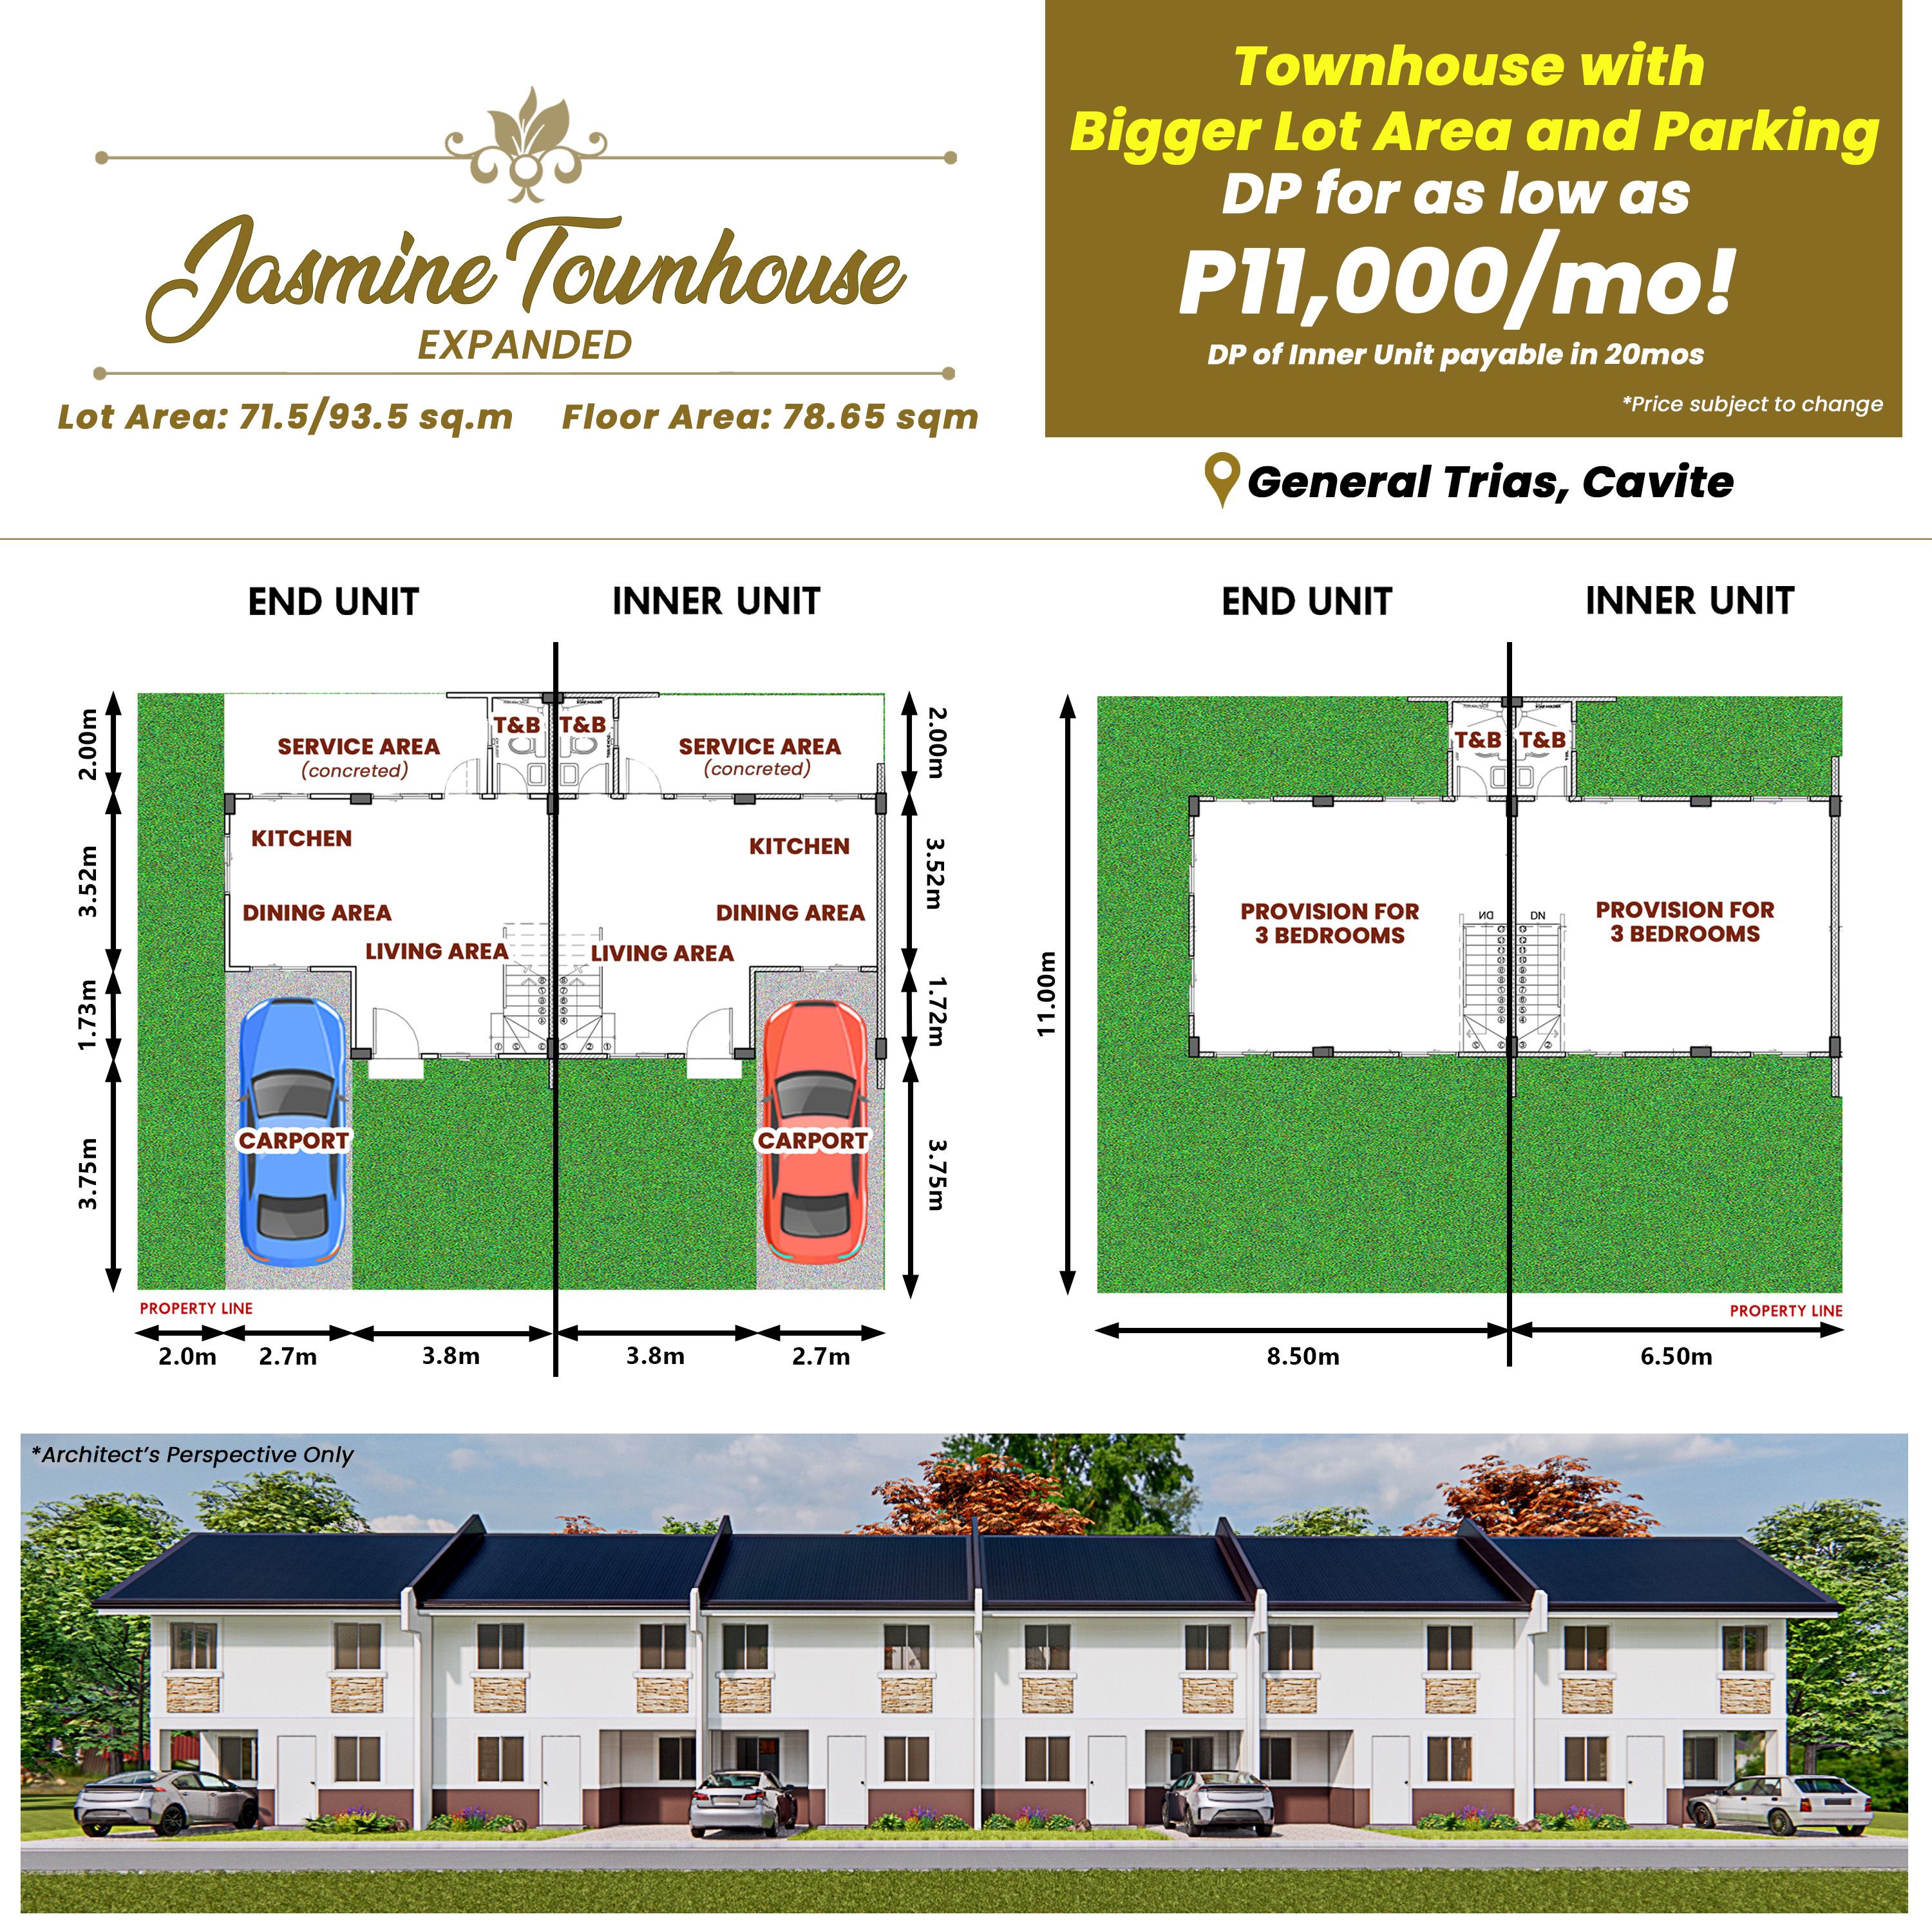 Jasmine Townhouse
EXPANDED
Lot Area: 71.5/93.5 sq.m Floor Area: 78.65 sqm
Townhouse with
Bigger Lot Area and Parking
DP for as low as
P11,000/mo!
DP of Inner Unit payable in 20mos
*Price subject to change
General Trias, Cavite
END UNIT INNER UNIT
2.00m
3.52m
1.73m
3.75m
T&B T&B
SERVICE AREA
(concreted)
SERVICE AREA
(concreted)
KITCHEN
KITCHEN
DINING AREA
DINING AREA
LIVING AREA
LIVING AREA
CARPORT
CARPORT
2.00m
3.52m
1.72m
3.75m
PROPERTY LINE
2.0m 2.7m 3.8m 3.8m 2.7m
END UNIT INNER UNIT
11.00m
T&B T&B
PROVISION FOR
3 BEDROOMS
PROVISION FOR
3 BEDROOMS
DN DN
PROPERTY LINE
8.50m 6.50m
*Architect's Perspective Only